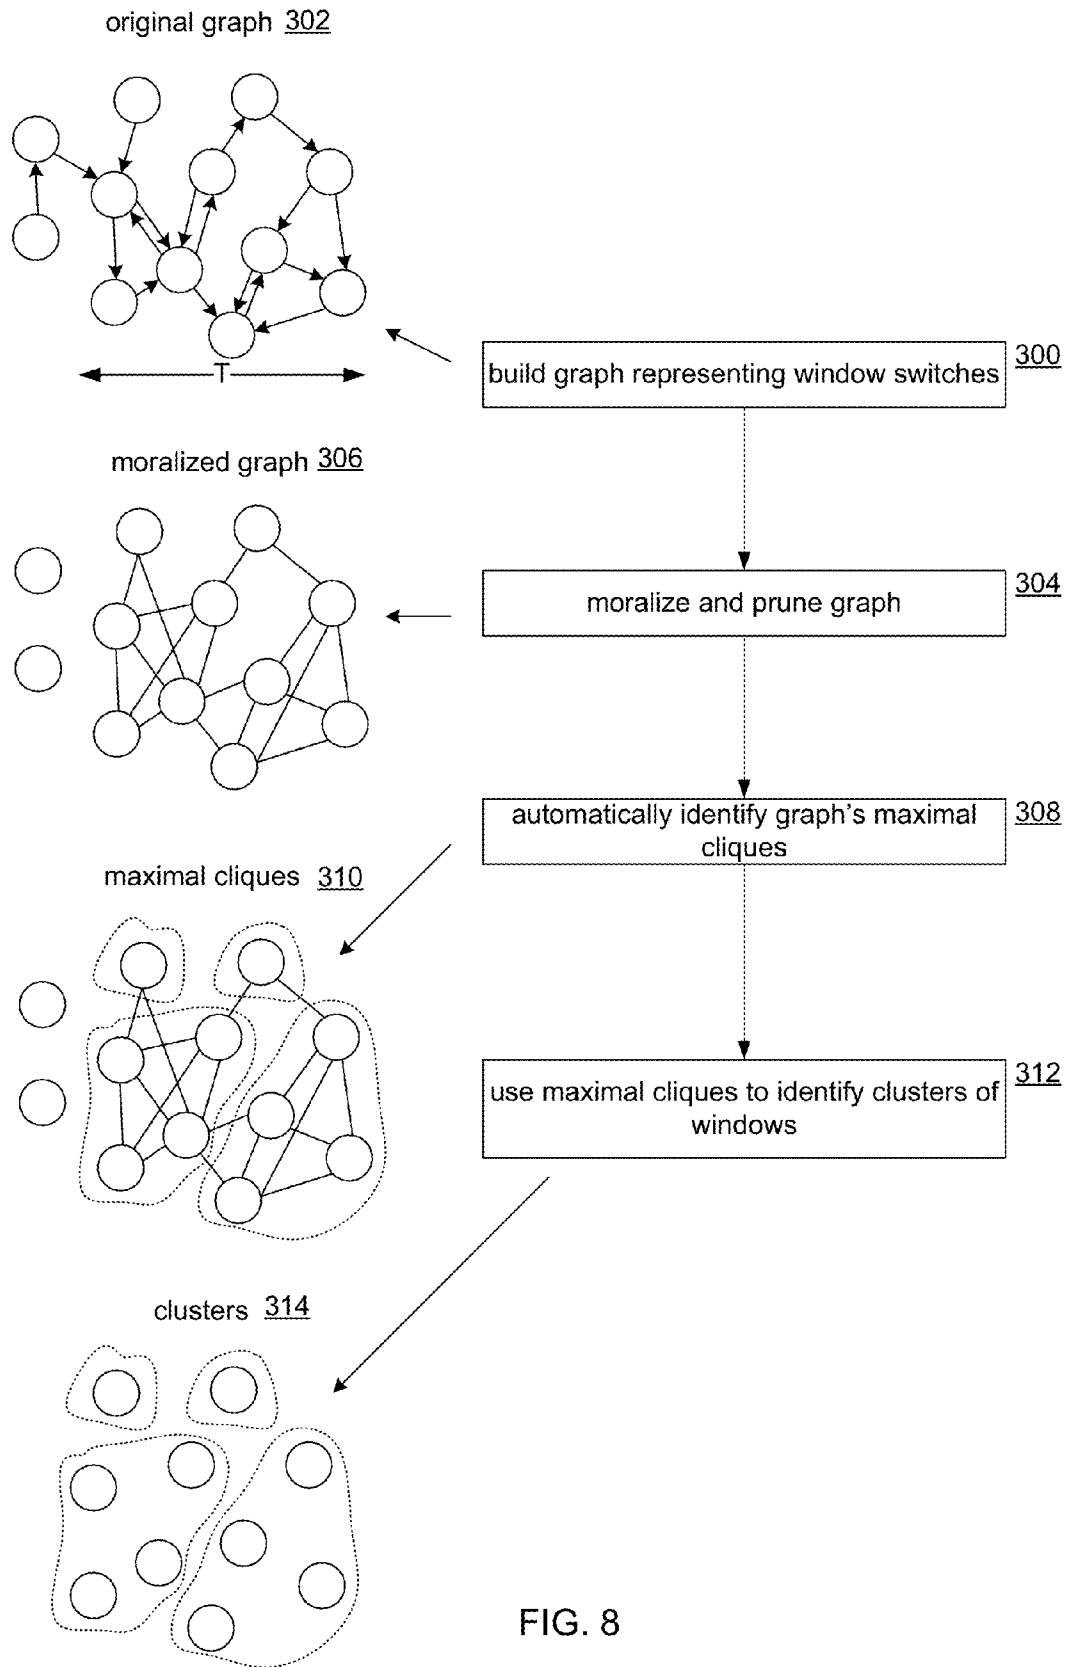 original graph 302
T
build graph representing window switches
300
moralized graph 306
moralize and prune graph
304
automatically identify graph's maximal
cliques
308
maximal cliques 310
use maximal cliques to identify clusters of
windows
312
clusters 314
FIG. 8